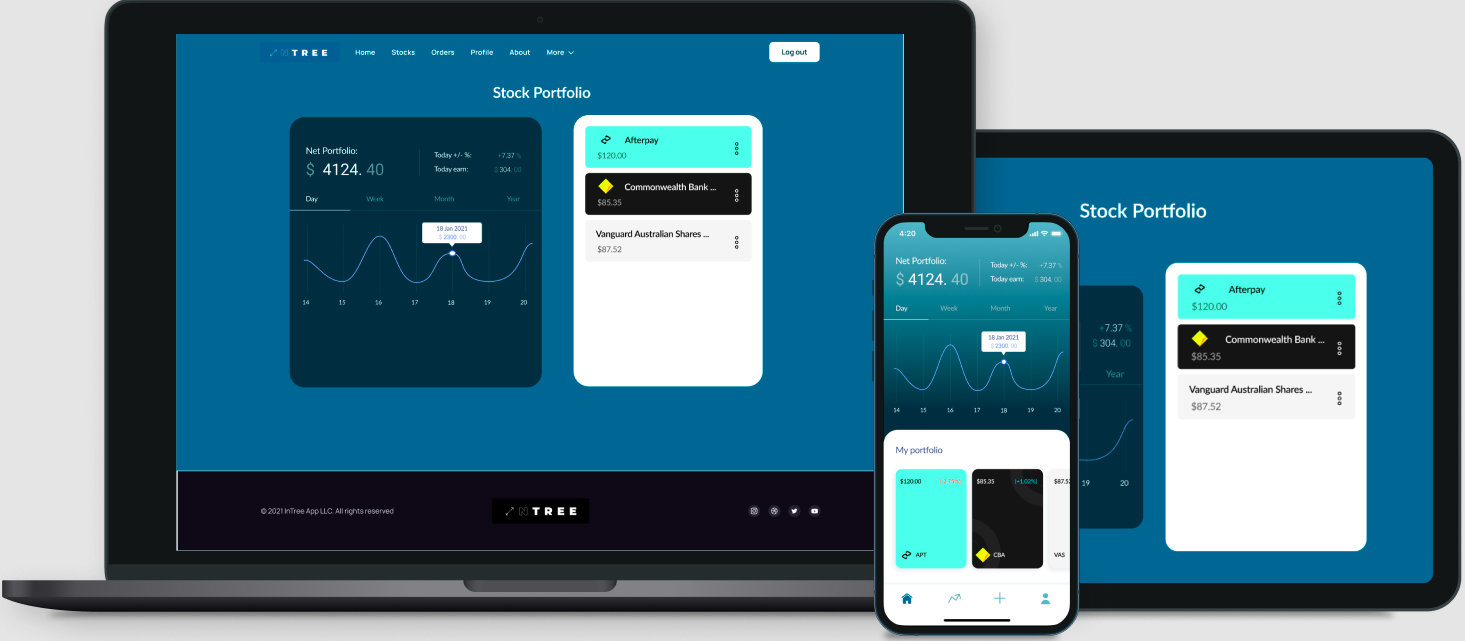 INTREE
Home Stocks Orders Profile About More
Log out
Stock Portfolio
Net Portfolio:
$ 4124. 40
Today +/- %: +7.37 %
Today earn: $ 304. 00
Day Week Month Year
18 Jan 2021
$ 2300. 00
14 15 16 17 18 19 20
Afterpay
$120.00
Commonwealth Bank ...
$85.35
Vanguard Australian Shares ...
$87.52
© 2021 InTree App LLC. All rights reserved
INTREE
4:20
Net Portfolio:
$ 4124. 40
Today +/- %: +7.37 %
Today earn: $ 304. 00
Day Week Month Year
18 Jan 2021
$ 2300. 00
14 15 16 17 18 19 20
My portfolio
$120.00
$85.35 (+1.02%)
$87.5
APT
CBA
VAS
Stock Portfolio
+7.37 %
$ 304. 00
Year
19 20
Afterpay
$120.00
Commonwealth Bank ...
$85.35
Vanguard Australian Shares ...
$87.52